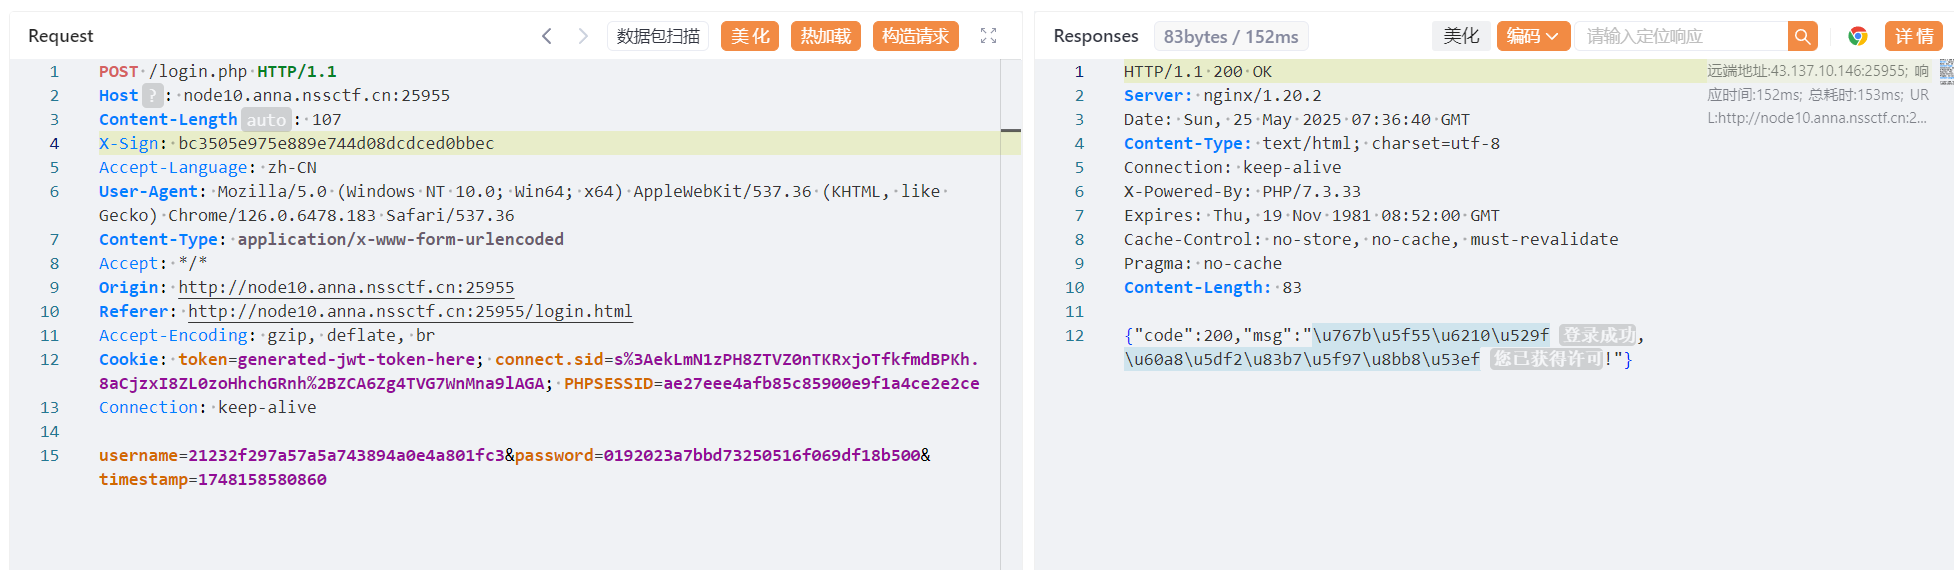 Request 数据包扫描 美化 热加载 构造请求
1 POST /login.php HTTP/1.1
2 Host ? : node10.anna.nssctf.cn:25955
3 Content-Length auto : 107
4 X-Sign: bc3505e975e889e744d08dcdced0bbec
5 Accept-Language: zh-CN
6 User-Agent: Mozilla/5.0 (Windows NT 10.0; Win64; x64) AppleWebKit/537.36 (KHTML, like
Gecko) Chrome/126.0.6478.183 Safari/537.36
7 Content-Type: application/x-www-form-urlencoded
8 Accept: */*
9 Origin: http://node10.anna.nssctf.cn:25955
10 Referer: http://node10.anna.nssctf.cn:25955/login.html
11 Accept-Encoding: gzip, deflate, br
12 Cookie: token=generated-jwt-token-here; connect.sid=s%3AekLmN1zPH8ZTVZ0nTKRxjoTfkfmdBPKh.
8aCjzxI8ZL0zoHhchGRnh%2BZCA6Zg4TVG7WnMna9lAGA; PHPSESSID=ae27eee4afb85c85900e9f1a4ce2e2ce
13 Connection: keep-alive
14
15 username=21232f297a57a5a743894a0e4a801fc3&password=0192023a7bbd73250516f069df18b500&
timestamp=1748158580860
Responses 83bytes / 152ms 美化 编码 请输入定位响应 详情
1 HTTP/1.1 200 OK
2 Server: nginx/1.20.2
3 Date: Sun, 25 May 2025 07:36:40 GMT
4 Content-Type: text/html; charset=utf-8
5 Connection: keep-alive
6 X-Powered-By: PHP/7.3.33
7 Expires: Thu, 19 Nov 1981 08:52:00 GMT
8 Cache-Control: no-store, no-cache, must-revalidate
9 Pragma: no-cache
10 Content-Length: 83
11
12 {"code":200,"msg":"\u767b\u5f55\u6210\u529f 登录成功,
\u60a8\u5df2\u83b7\u5f97\u8bb8\u53ef 您已获得许可!"}
远端地址:43.137.10.146:25955; 响
应时间:152ms; 总耗时:153ms; UR
L:http://node10.anna.nssctf.cn:2...